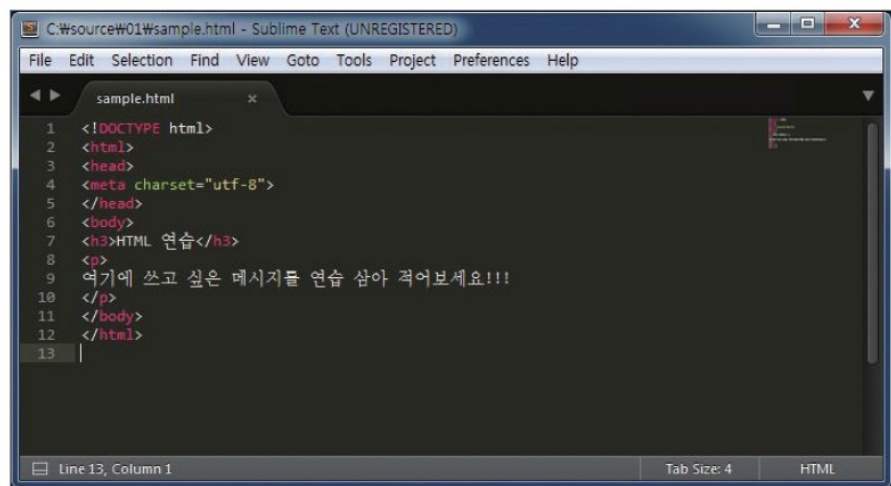 C:₩source₩01₩sample.html - Sublime Text (UNREGISTERED)
File Edit Selection Find View Goto Tools Project Preferences Help
sample.html
1 <!DOCTYPE html>
2 <html>
3 <head>
4 <meta charset="utf-8">
5 </head>
6 <body>
7 <h3>HTML 연습</h3>
8 <p>
9 여기에 쓰고 싶은 메시지를 연습 삼아 적어보세요!!!
10 </p>
11 </body>
12 </html>
13
Line 13, Column 1 Tab Size: 4 HTML